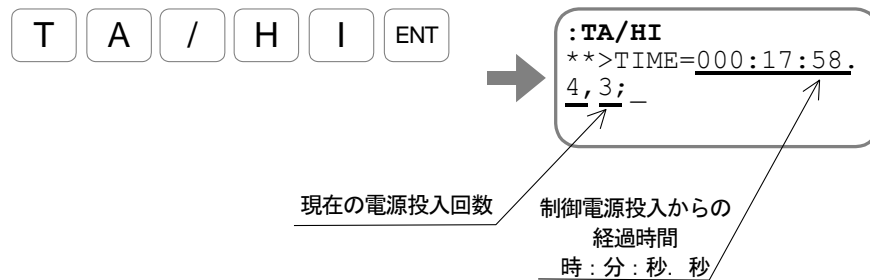 T A / H I ENT
:TA/HI
**>TIME=000:17:58.
4,3;_
現在の電源投入回数
制御電源投入からの
経過時間
時:分:秒.秒